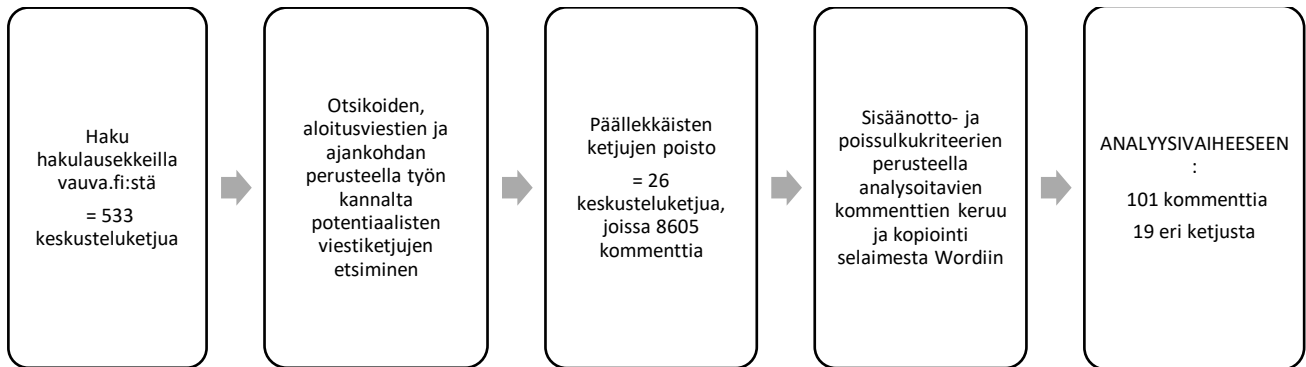 Haku
hakulausekkeilla
vauva.fi:stä
= 533
keskusteluketjua
Otsikoiden,
aloitusviestien ja
ajankohdan
perusteella työn
kannalta
potentiaalisten
viestiketjujen
etsiminen
Päällekkäisten
ketjujen poisto
= 26
keskusteluketjua,
joissa 8605
kommenttia
Sisäänotto- ja
poissulkukriteerien
perusteella
analysoitavien
kommenttien keruu
ja kopiointi
selaimesta Wordiin
ANALYYSIVAIHEESEEN
:
101 kommenttia
19 eri ketjusta